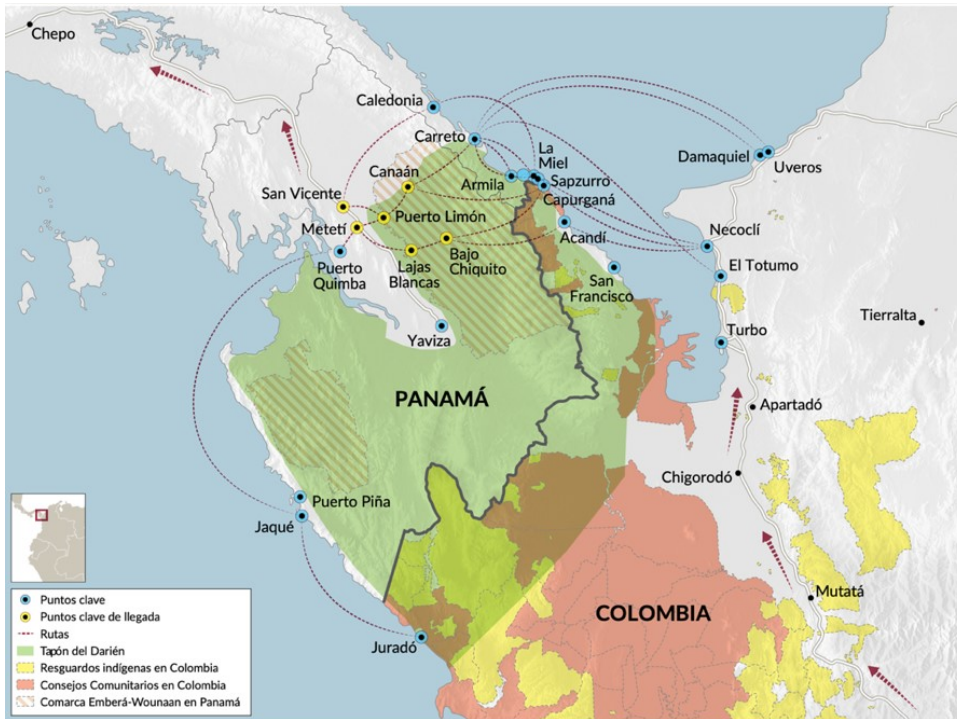 Chepo
Caledonia
Carreto
La
Miel
Damaquiel
Uveros
Canaán
Armila
Sapzurro
Capurganá
San Vicente
Puerto Limón
Metetí
Acandí
Necoclí
Bajo
Chiquito
Lajas
Blancas
Puerto
Quimba
San
Francisco
El Totumo
Yaviza
Turbo
Tierralta
PANAMÁ
Apartadó
Chigorodó
Puerto Piña
Jaqué
Mutatá
COLOMBIA
Juradó
Puntos clave
Puntos clave de llegada
Rutas
Tapón del Darién
Resguardos indígenas en Colombia
Consejos Comunitarios en Colombia
Comarca Emberá-Wounaan en Panamá